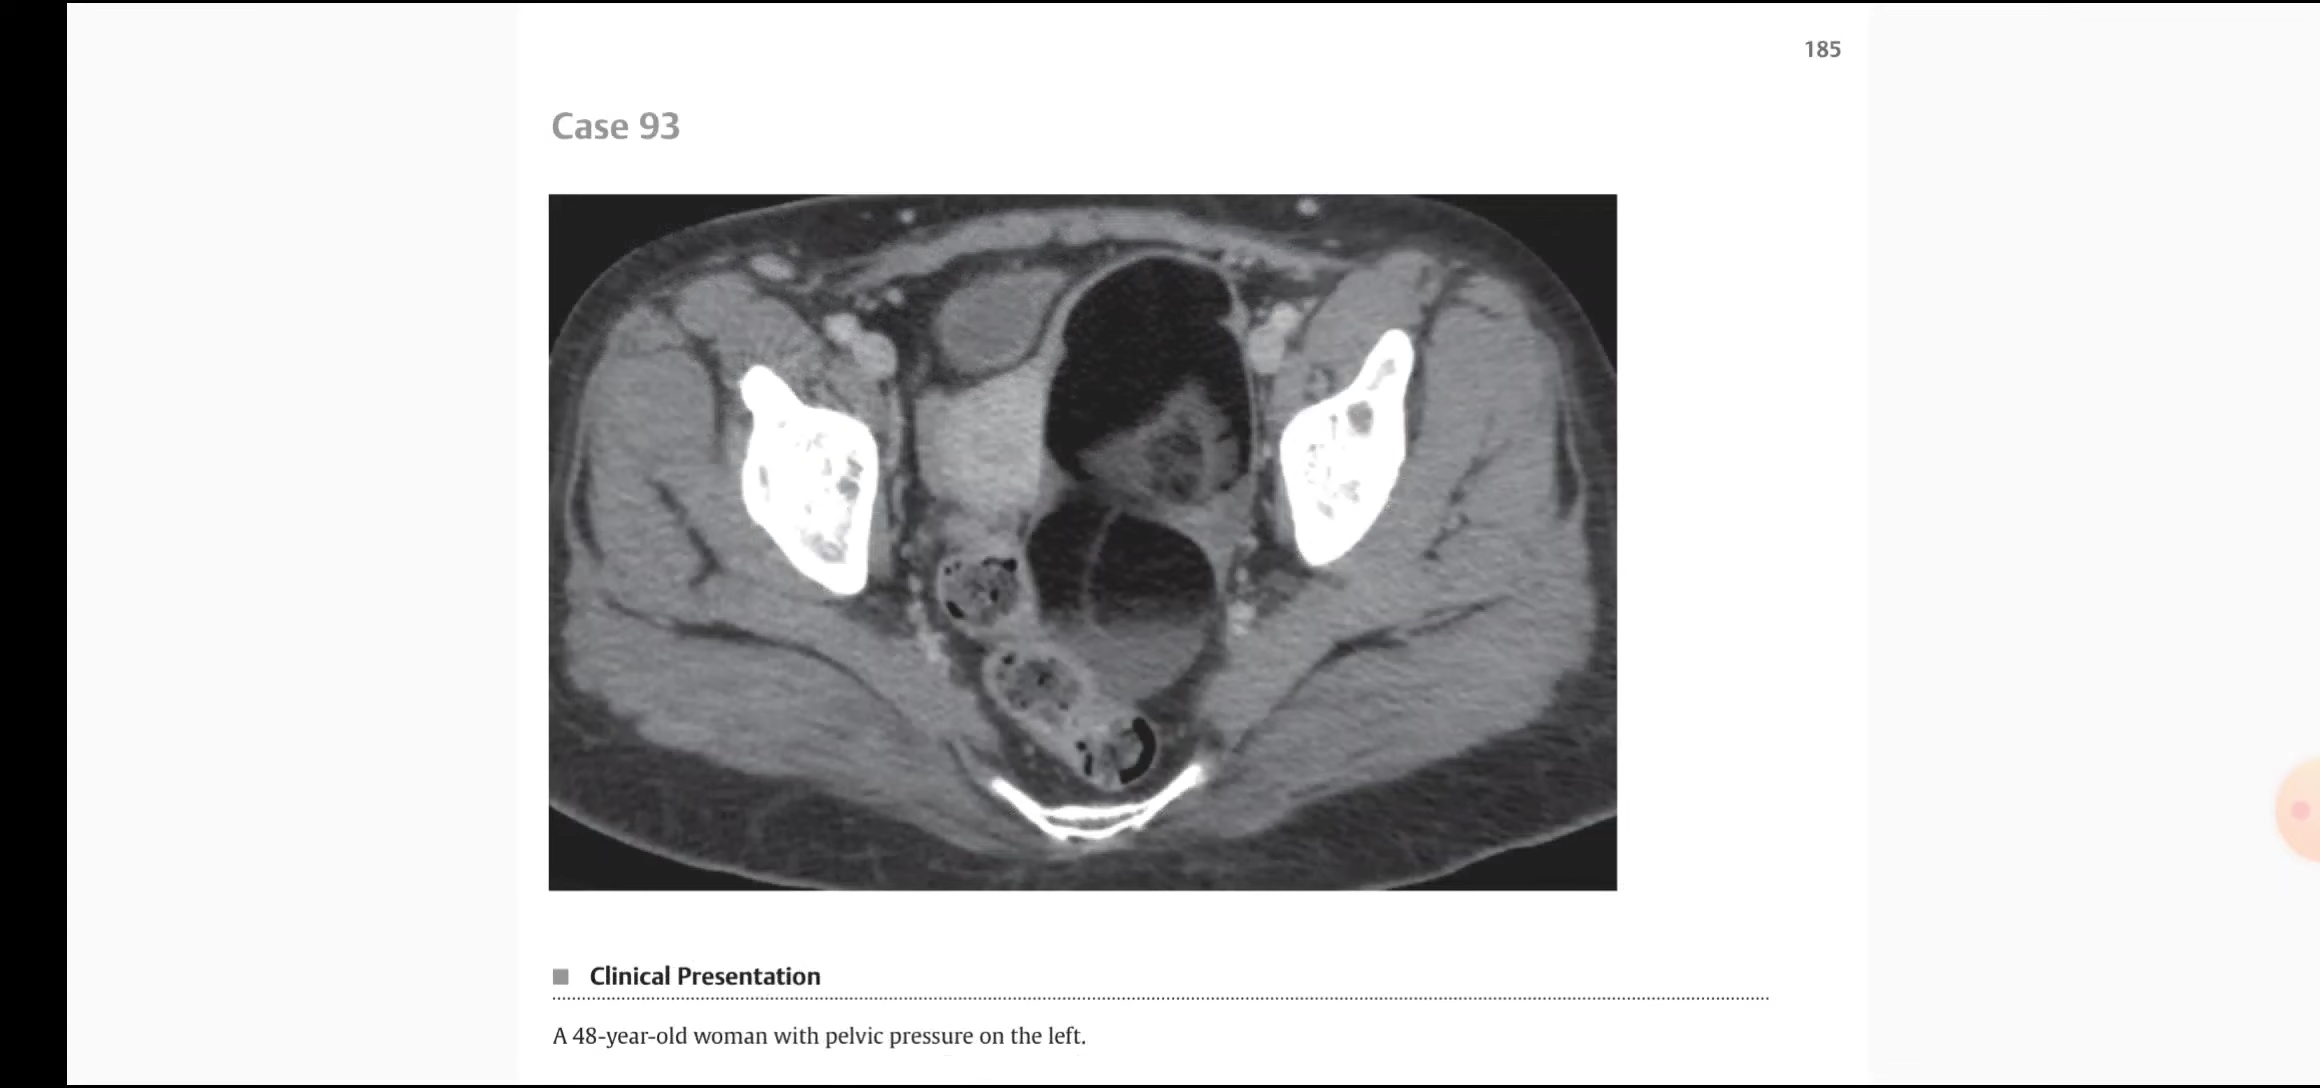 185
Case 93
Clinical Presentation
A 48-year-old woman with pelvic pressure on the left.